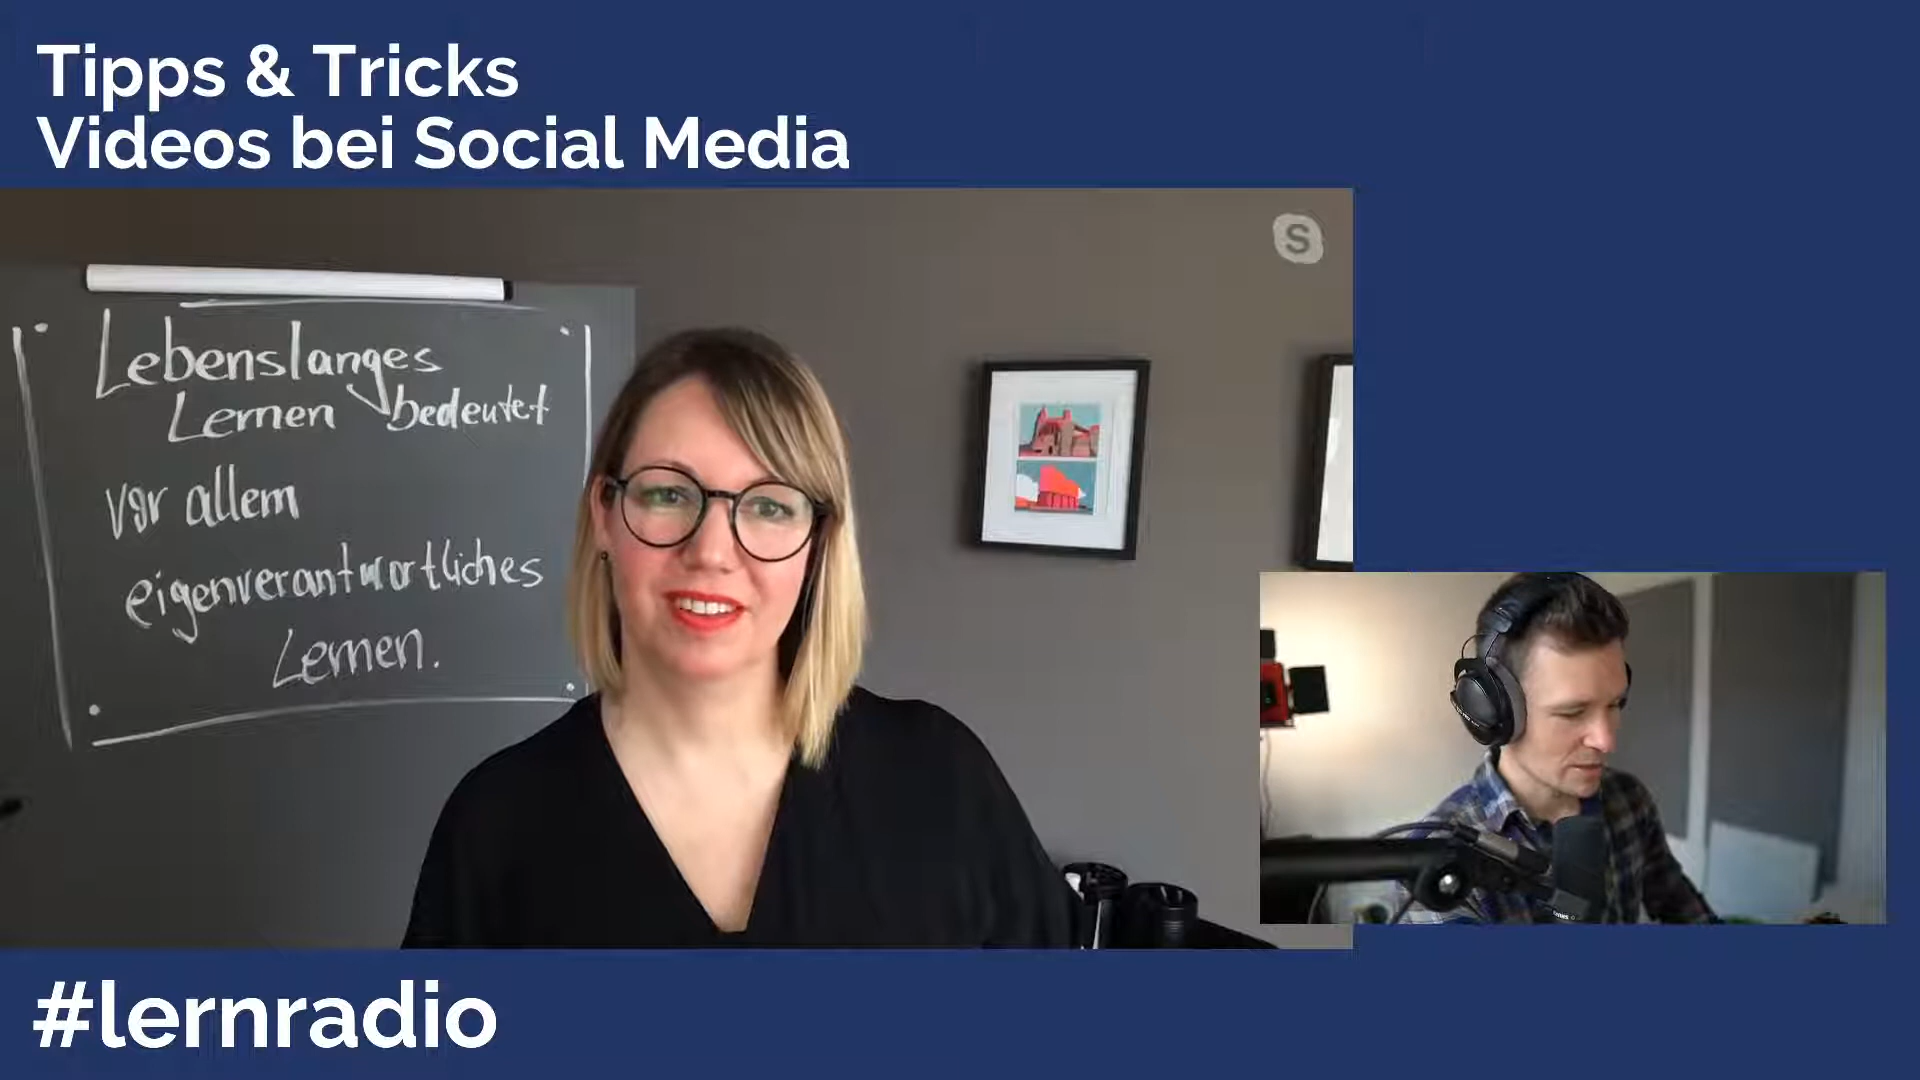 Tipps & Tricks
Videos bei Social Media
S
Lebenslanges
Lernen bedeutet
vor allem
eigenverantwortliches
Lernen.
#lernradio